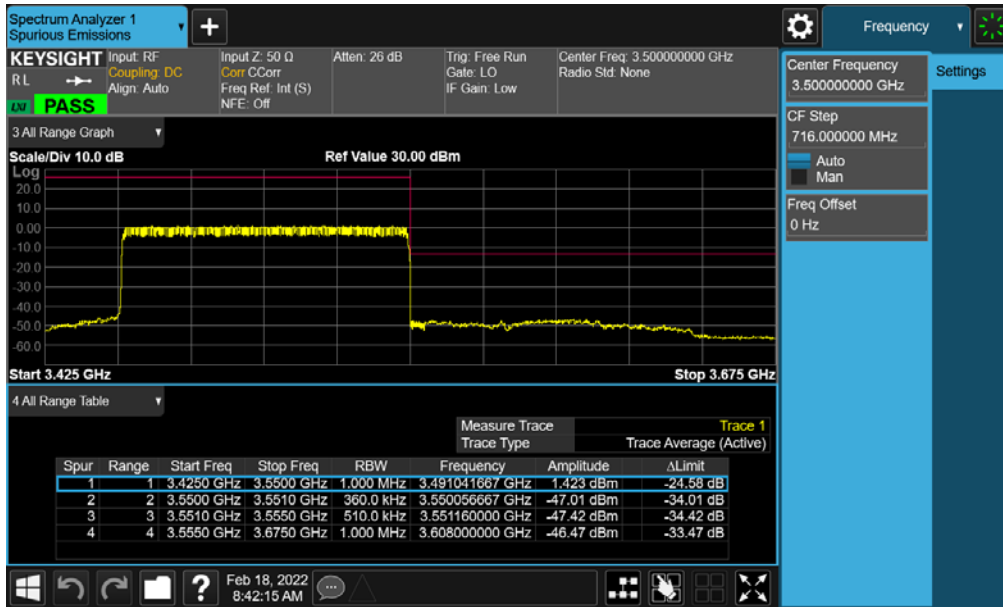 Spectrum Analyzer 1
Spurious Emissions
Frequency
KEYSIGHT
Input: RF
Coupling: DC
Align: Auto
Input Z: 50 Ω
Corr CCorr
Freq Ref: Int (S)
NFE: Off
Atten: 26 dB
Trig: Free Run
Gate: LO
IF Gain: Low
Center Freq: 3.500000000 GHz
Radio Std: None
R L
LXI PASS
Center Frequency
3.500000000 GHz
Settings
CF Step
716.000000 MHz
Auto
Man
Freq Offset
0 Hz
3 All Range Graph
Scale/Div 10.0 dB Ref Value 30.00 dBm
Log
20.0
10.0
0.00
-10.0
-20.0
-30.0
-40.0
-50.0
-60.0
Start 3.425 GHz Stop 3.675 GHz
4 All Range Table
Measure Trace Trace 1
Trace Type Trace Average (Active)
Spur Range Start Freq Stop Freq RBW Frequency Amplitude ΔLimit
1 1 3.4250 GHz 3.5500 GHz 1.000 MHz 3.491041667 GHz 1.423 dBm -24.58 dB
2 2 3.5500 GHz 3.5510 GHz 360.0 kHz 3.550056667 GHz -47.01 dBm -34.01 dB
3 3 3.5510 GHz 3.5550 GHz 510.0 kHz 3.551160000 GHz -47.42 dBm -34.42 dB
4 4 3.5550 GHz 3.6750 GHz 1.000 MHz 3.608000000 GHz -46.47 dBm -33.47 dB
Feb 18, 2022
8:42:15 AM